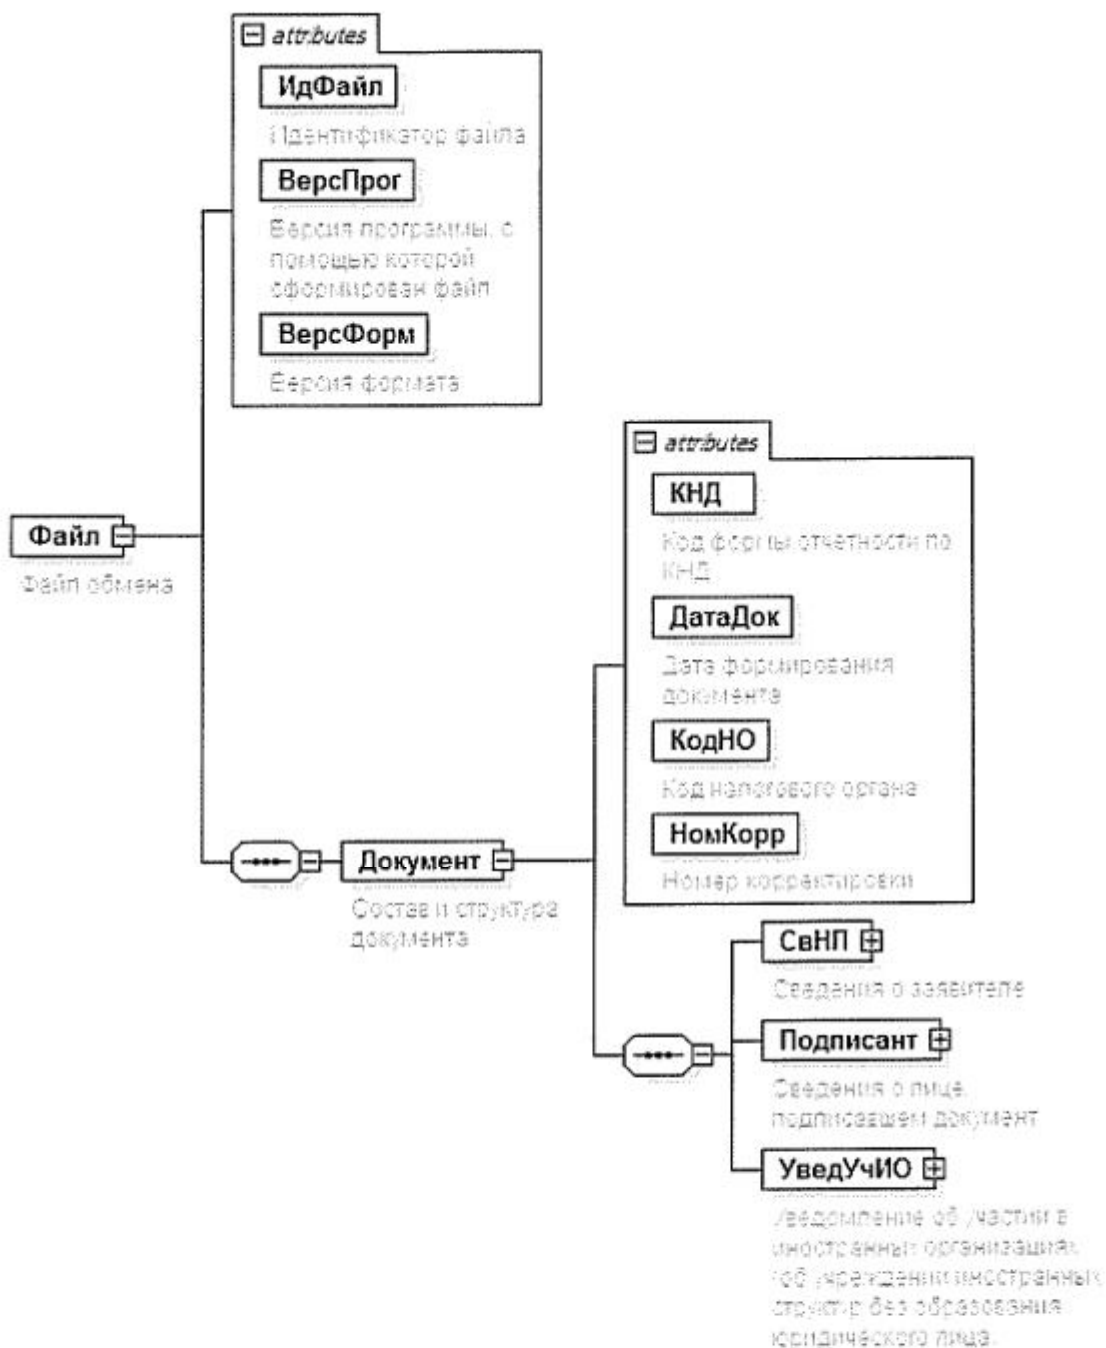 attributes
ИдФайл
Идентификатор файла
ВерсПрог
Версия программы, с
помощью которой
сформирован файл
ВерсФорм
Версия формата
Файл
Файл обмена
attributes
КНД
Код формы отчетности по
КНД
ДатаДок
Дата формирования
документа
КодНО
Код налогового органа
НомКорр
Номер корректировки
Документ
Состав и структура
документа
СвНП
Сведения о заявителе
Подписант
Сведения о лице,
подписавшем документ
УведУчИО
Уведомление об участии в
иностранных организациях
(об учреждении иностранных
структур без образования
юридического лица)